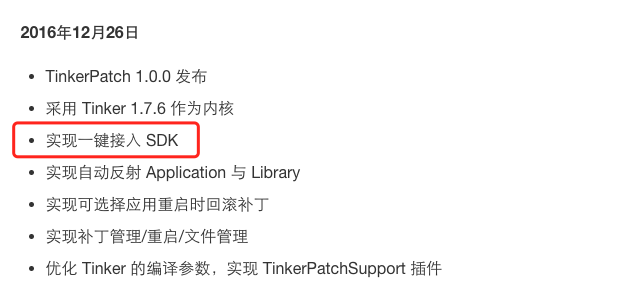 2016年12月26日
TinkerPatch 1.0.0 发布
采用 Tinker 1.7.6 作为内核
实现一键接入 SDK
实现自动反射 Application 与 Library
实现可选择应用重启时回滚补丁
实现补丁管理/重启/文件管理
优化 Tinker 的编译参数，实现 TinkerPatchSupport 插件